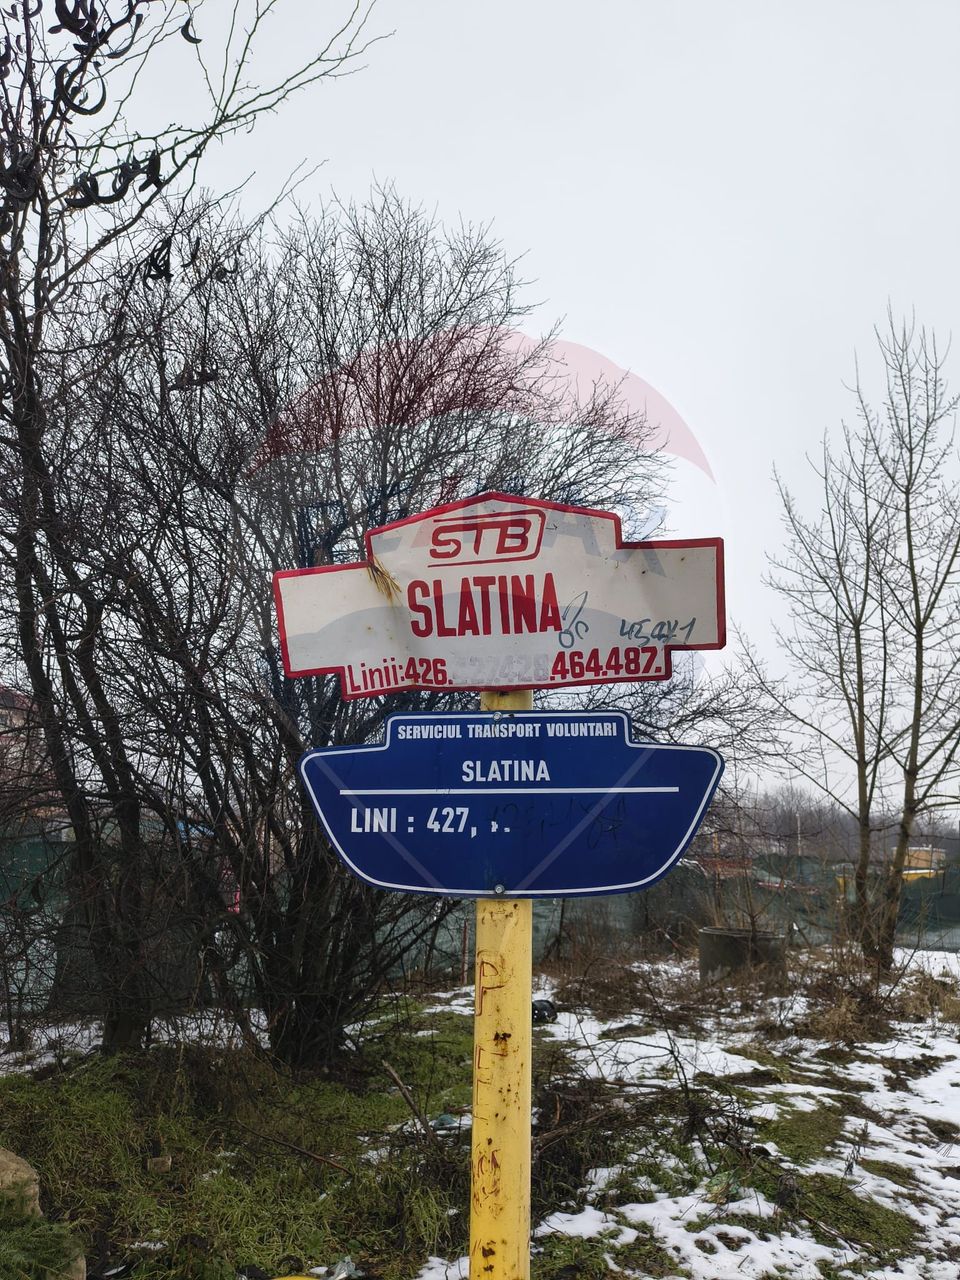 STB
SLATINA
Linii:426. .464.487.
SERVICIUL TRANSPORT VOLUNTARI
SLATINA
LINI : 427,